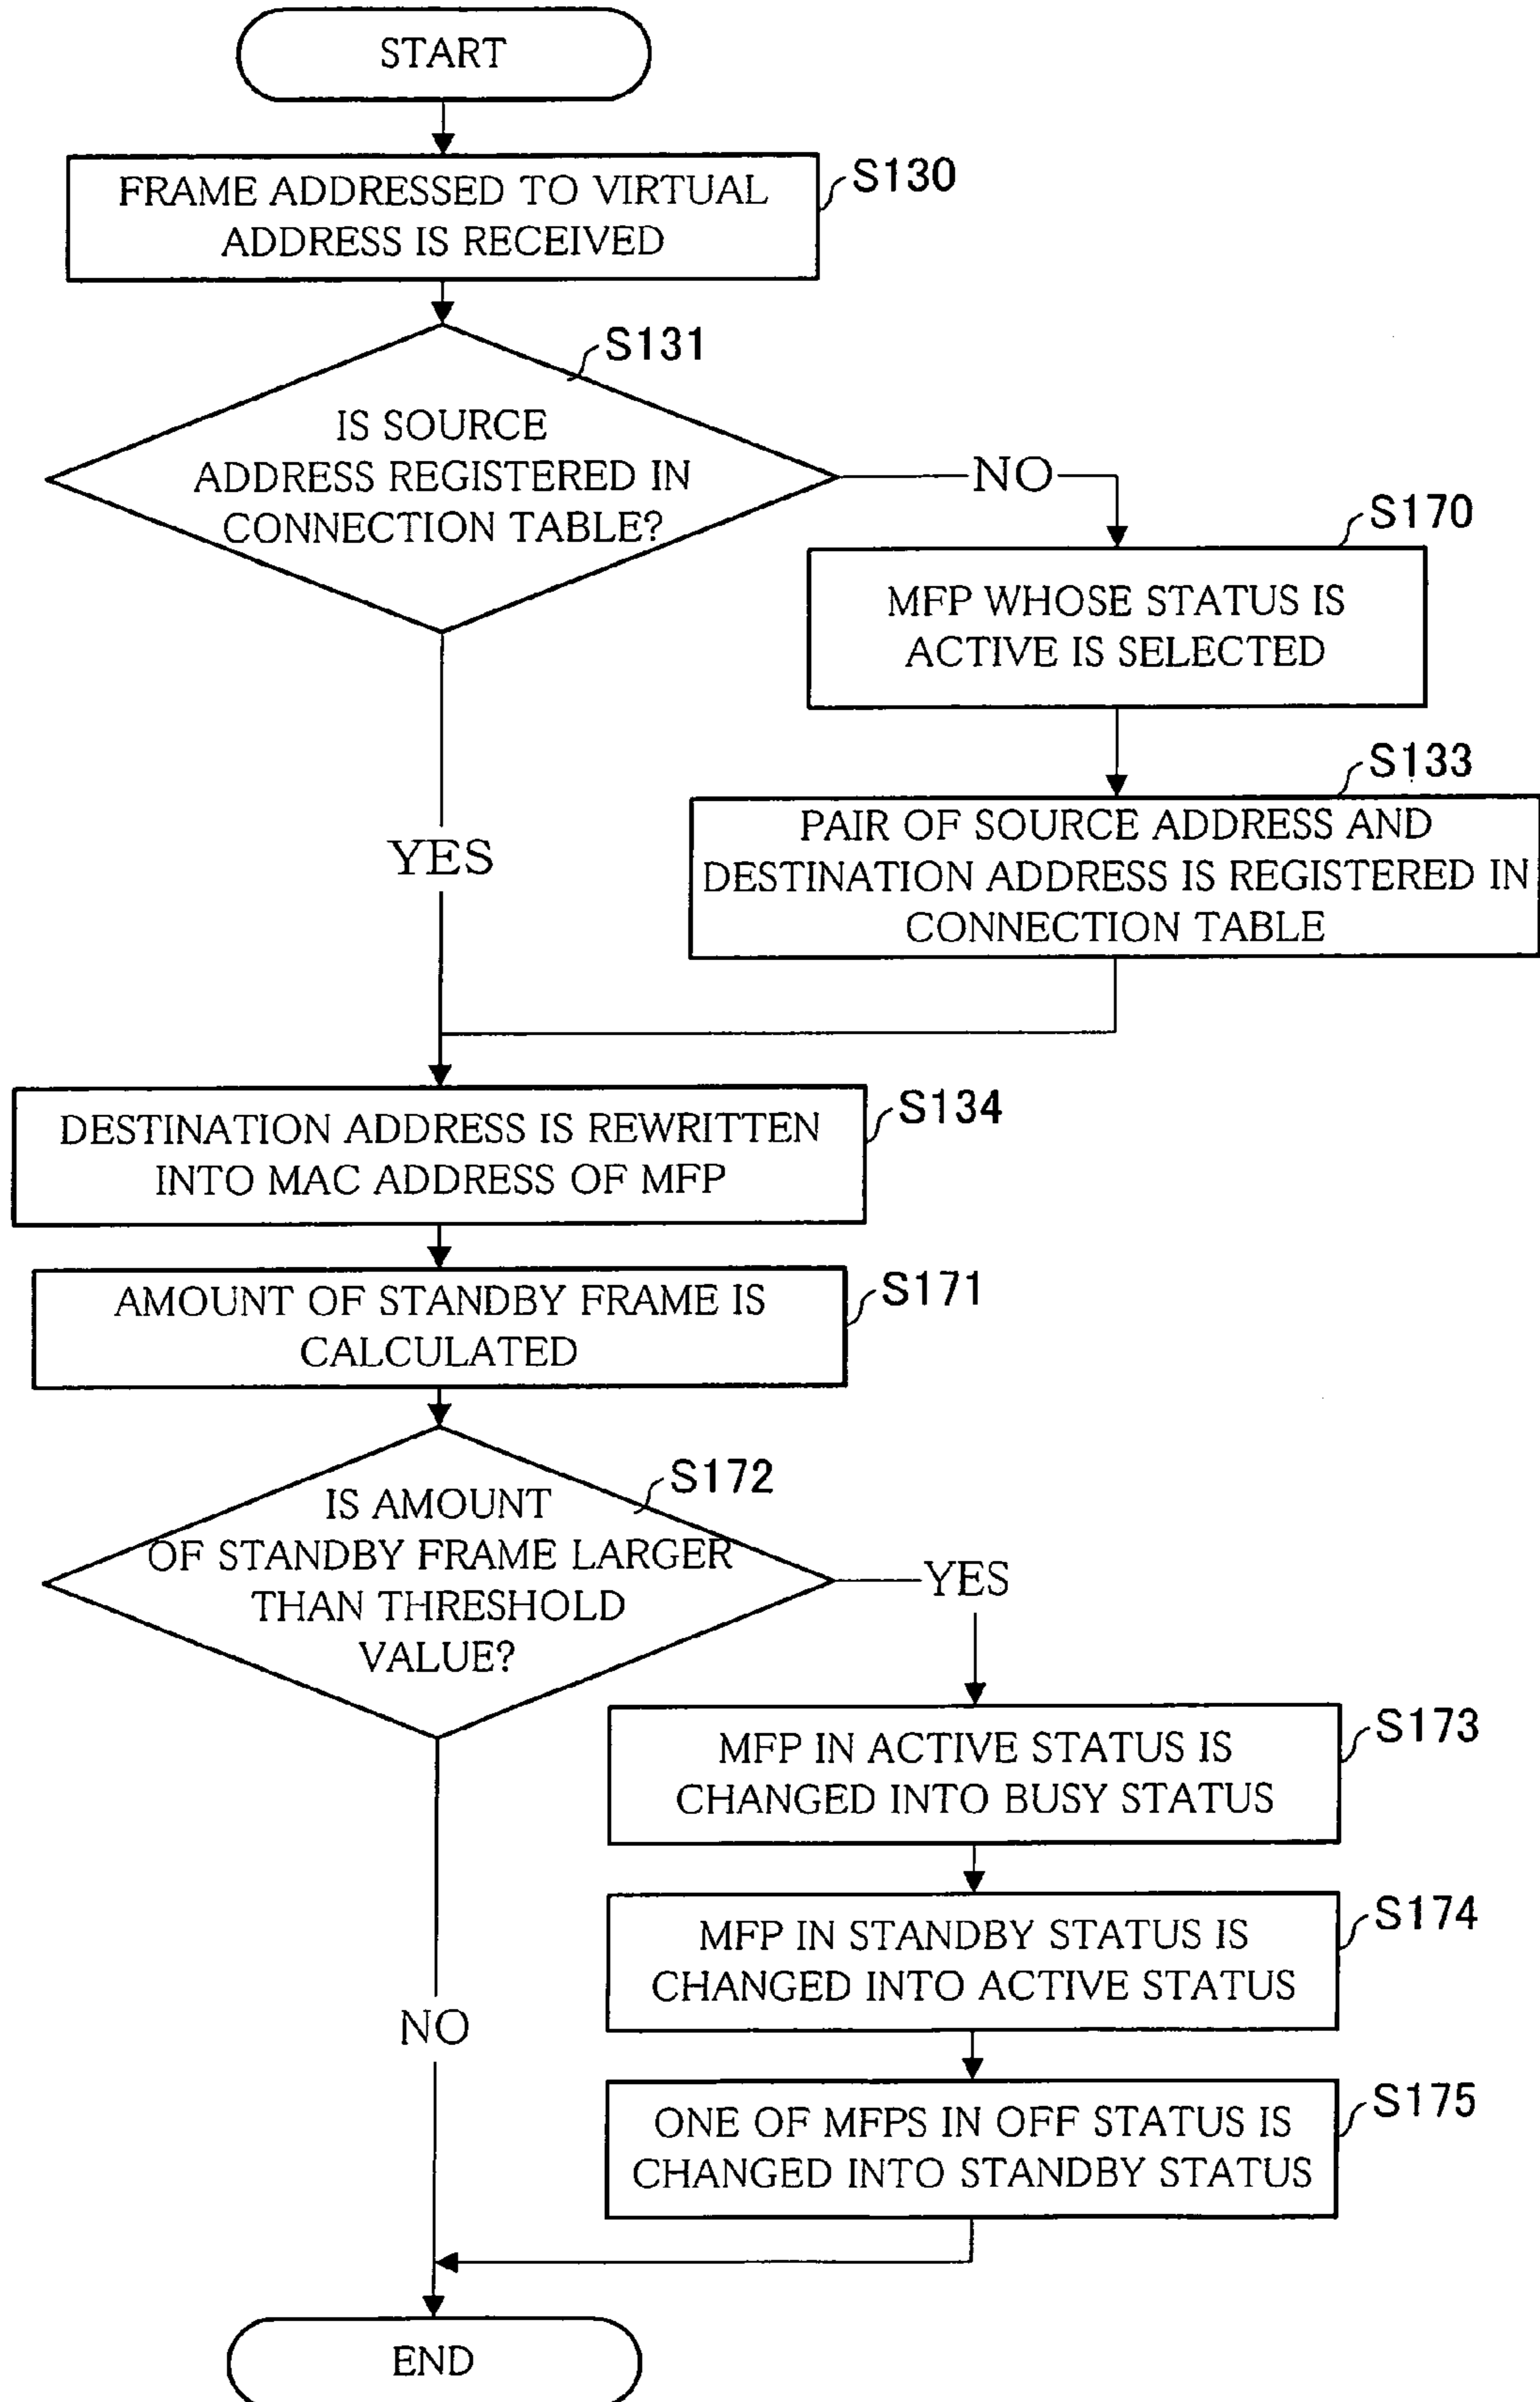 START
FRAME ADDRESSED TO VIRTUAL
ADDRESS IS RECEIVED
S130
S131
IS SOURCE
ADDRESS REGISTERED IN
CONNECTION TABLE?
NO
S170
MFP WHOSE STATUS IS
ACTIVE IS SELECTED
S133
PAIR OF SOURCE ADDRESS AND
DESTINATION ADDRESS IS REGISTERED IN
CONNECTION TABLE
YES
S134
DESTINATION ADDRESS IS REWRITTEN
INTO MAC ADDRESS OF MFP
S171
AMOUNT OF STANDBY FRAME IS
CALCULATED
S172
IS AMOUNT
OF STANDBY FRAME LARGER
THAN THRESHOLD
VALUE?
YES
S173
MFP IN ACTIVE STATUS IS
CHANGED INTO BUSY STATUS
S174
MFP IN STANDBY STATUS IS
CHANGED INTO ACTIVE STATUS
NO
S175
ONE OF MFPS IN OFF STATUS IS
CHANGED INTO STANDBY STATUS
END